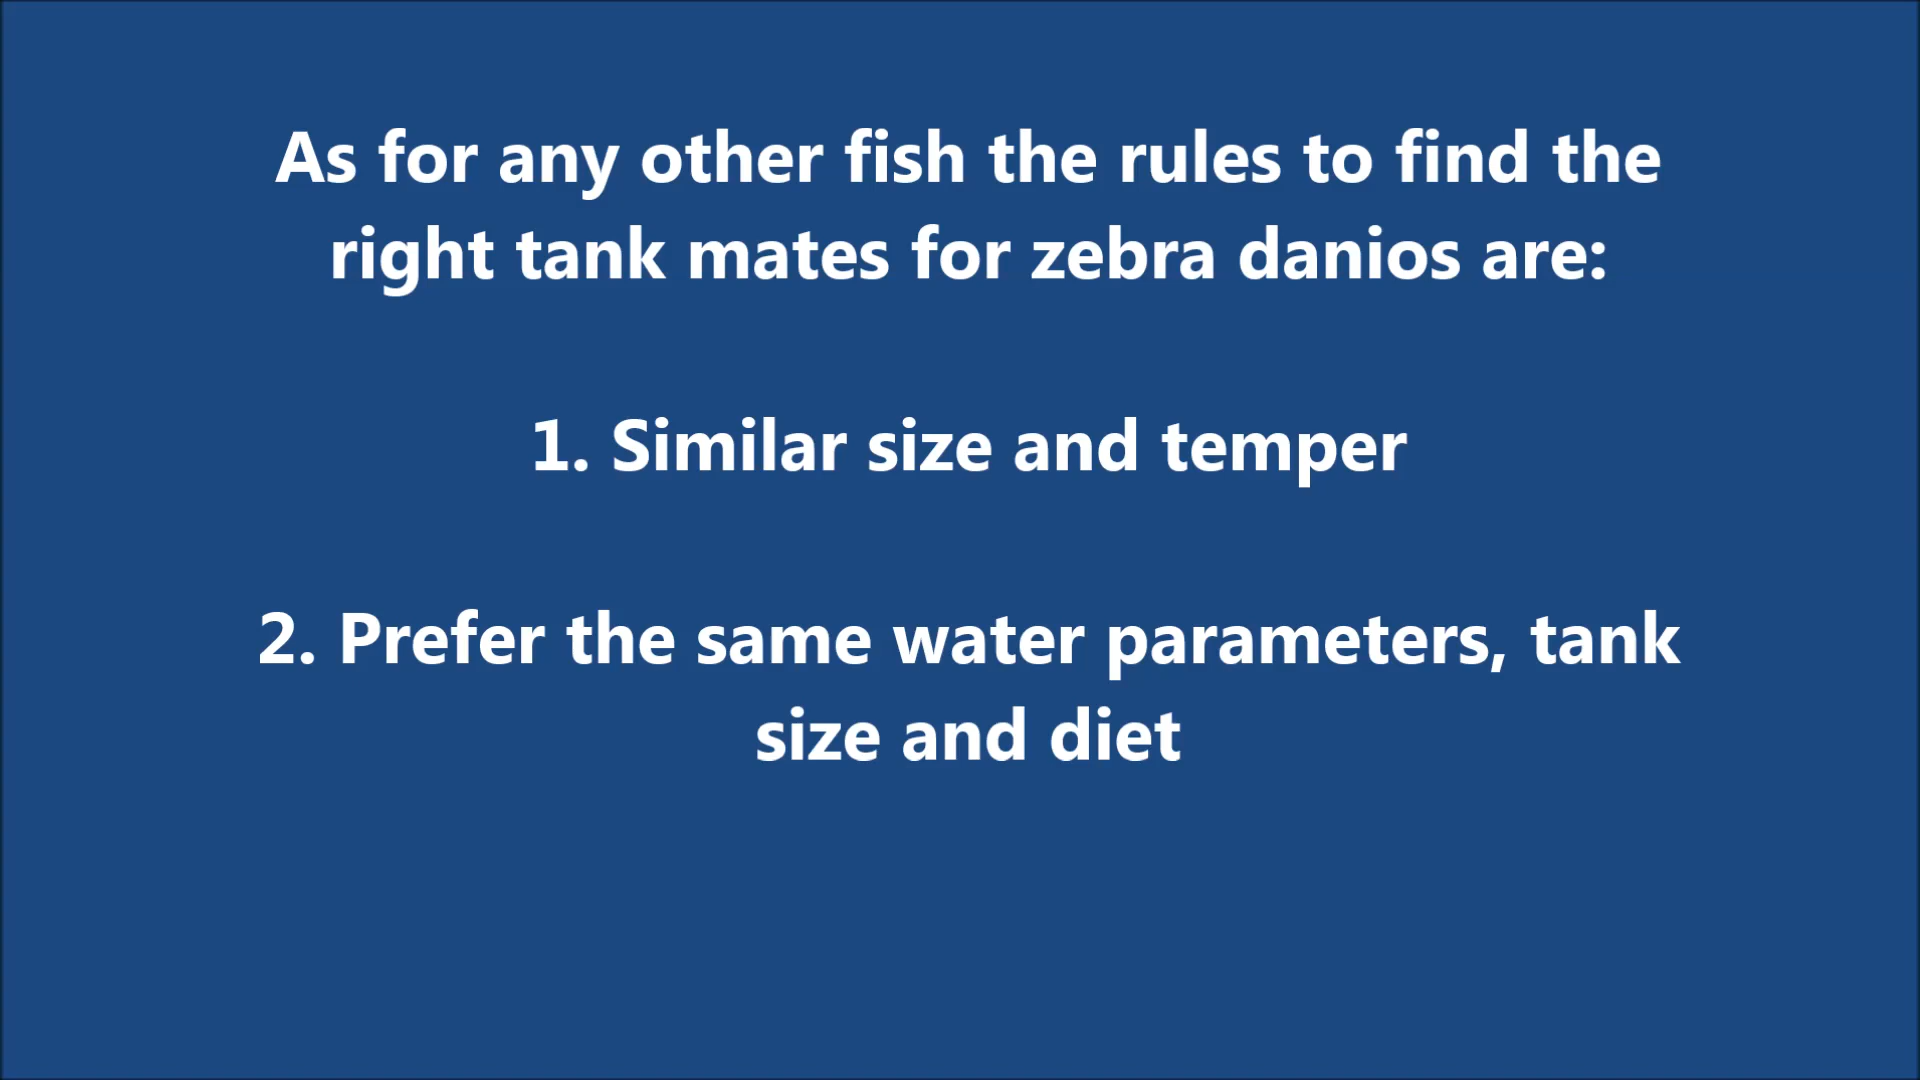 As for any other fish the rules to find the
right tank mates for zebra danios are:
1. Similar size and temper
2. Prefer the same water parameters, tank
size and diet